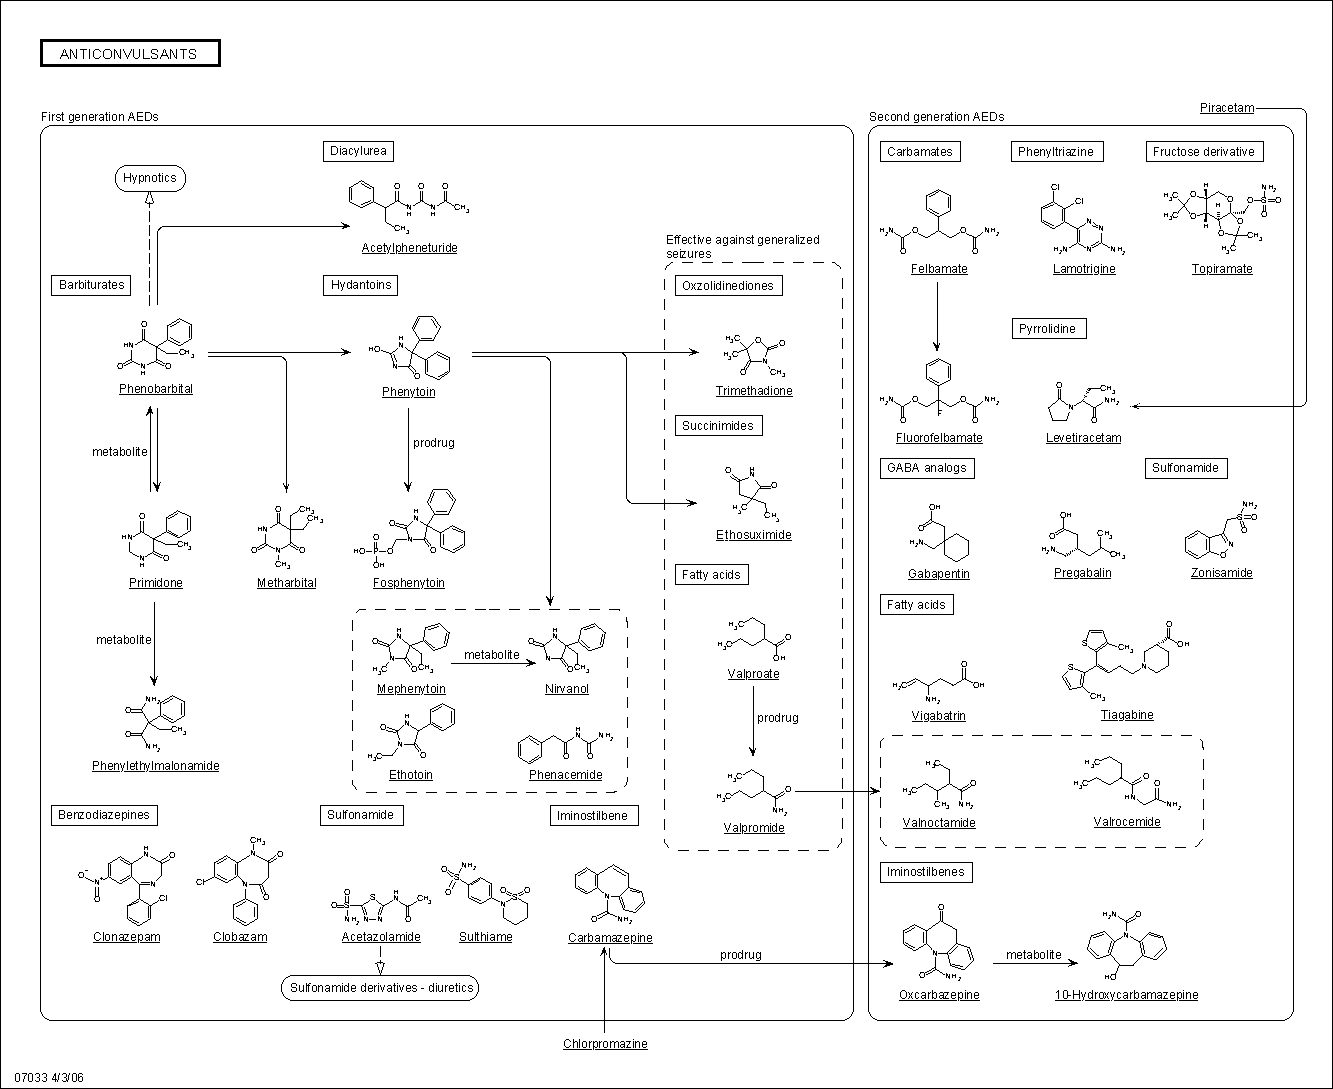 ANTICONVULSANTS
First generation AEDs
Second generation AEDs
Piracetam
Diacylurea
Carbamates
Phenyltriazine
Fructose derivative
Hypnotics
Acetylpheneturide
Effective against generalized
seizures
Felbamate
Lamotrigine
Topiramate
Barbiturates
Hydantoins
Oxzolidinediones
Pyrrolidine
Phenobarbital
Phenytoin
Trimethadione
Succinimides
Fluorofelbamate
Levetiracetam
metabolite
prodrug
GABA analogs
Sulfonamide
Ethosuximide
Primidone
Metharbital
Fosphenytoin
Fatty acids
Gabapentin
Pregabalin
Zonisamide
Fatty acids
metabolite
metabolite
Mephenytoin
Nirvanol
Valproate
Vigabatrin
Tiagabine
prodrug
Phenylethylmalonamide
Ethotoin
Phenacemide
Valpromide
Valnoctamide
Valrocemide
Benzodiazepines
Sulfonamide
Iminostilbene
Iminostilbenes
Clonazepam
Clobazam
Acetazolamide
Sulthiame
Carbamazepine
prodrug
metabolite
Sulfonamide derivatives - diuretics
Oxcarbazepine
10-Hydroxycarbamazepine
Chlorpromazine
07033 4/3/06